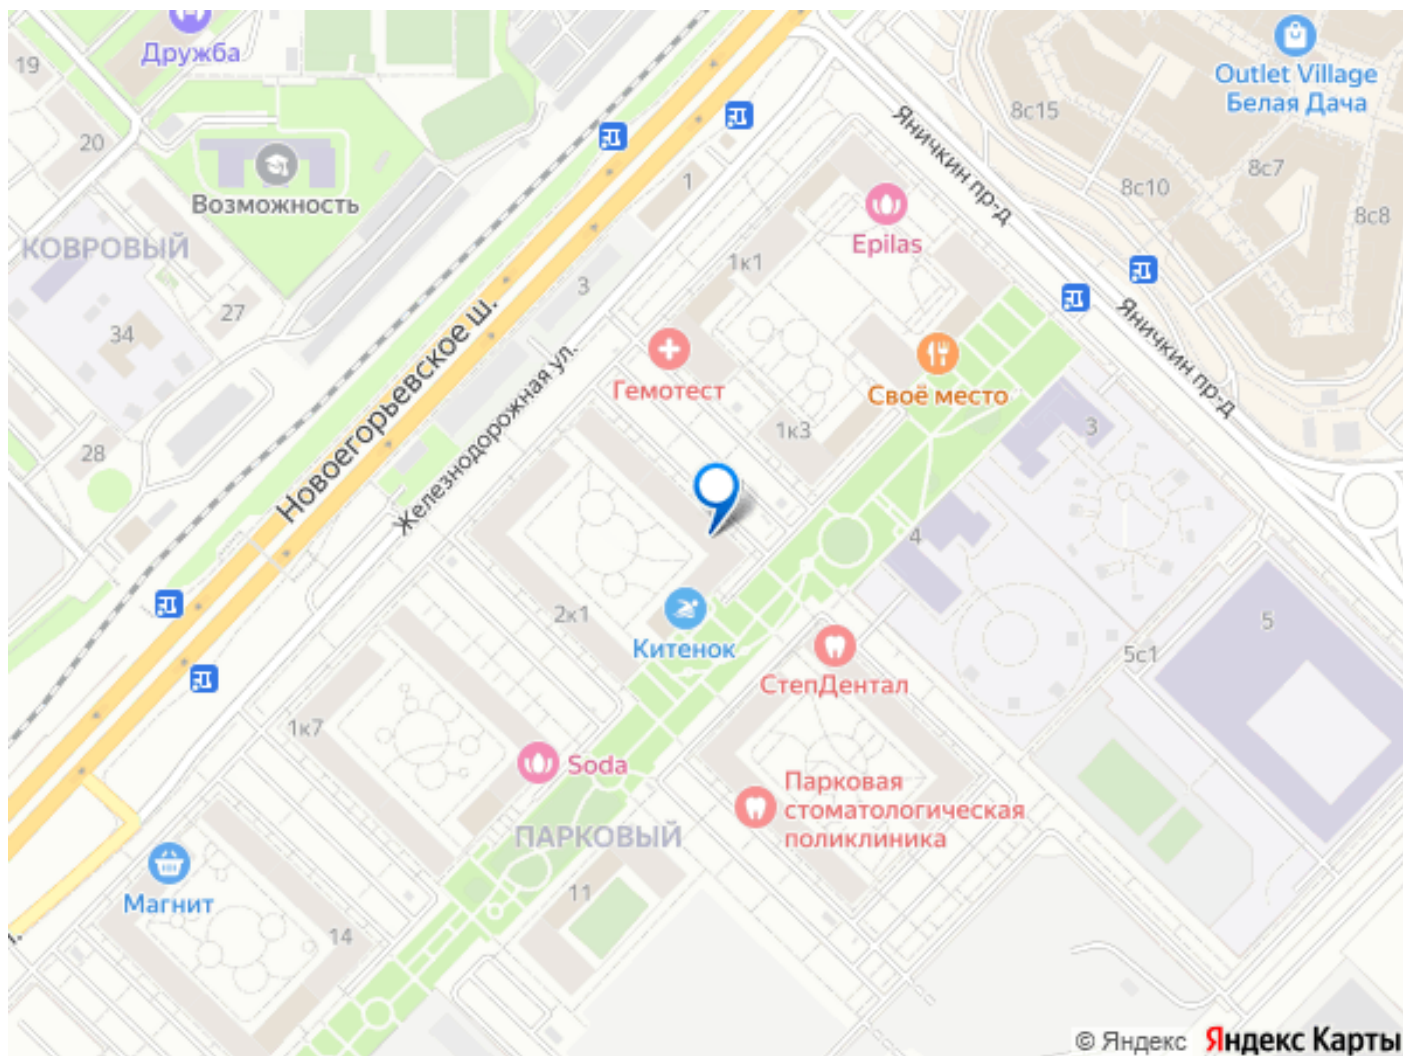 Дружба
19
20
Возможность
КОВРОВЫЙ
27
34
28
Новоегорьевское ш.
Железнодорожная ул.
1
3
Яничкин пр-д
Outlet Village
Белая Дача
8с15
8с10
8с7
8с8
Epilas
1к1
Гемотест
Своё место
1к3
Яничкин пр-д
3
4
2к1
Китенок
СтепДентал
5
5с1
1к7
Soda
Парковая
стоматологическая
поликлиника
ПАРКОВЫЙ
11
Магнит
14
© Яндекс Яндекс Карты